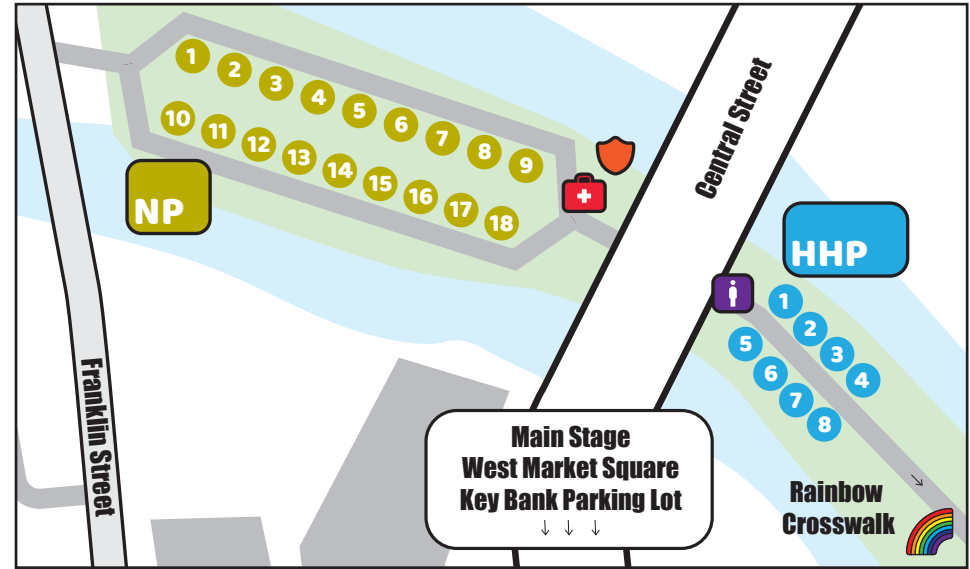 1
2
3
4
5
6
7
8
9
10
11
12
13
14
15
16
17
18
NP
Central Street
HHP
1
2
3
4
5
6
7
8
Franklin Street
Main Stage
West Market Square
Key Bank Parking Lot
↓ ↓ ↓
Rainbow
Crosswalk